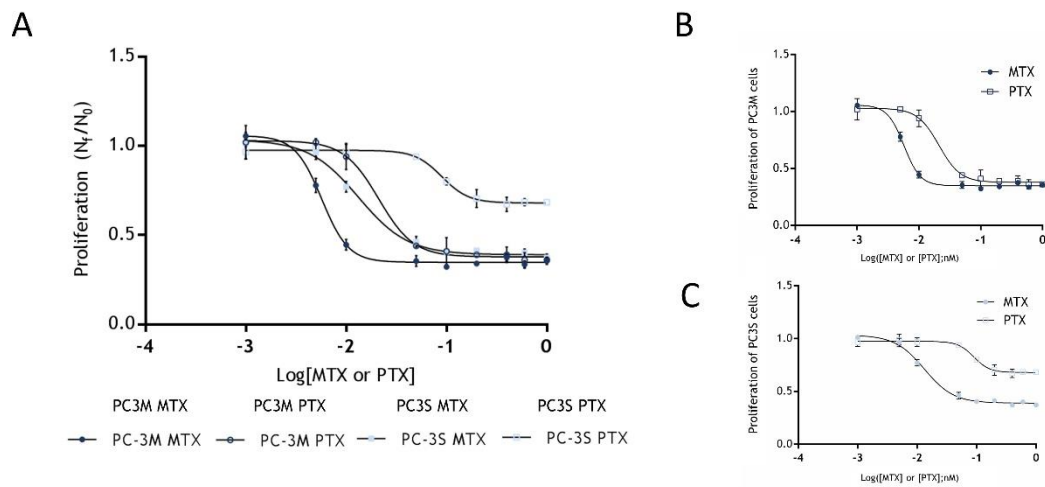 A
1.5
1.0
0.5
0.0
Proliferation (Nf/N0)
-4
-3
-2
-1
0
Log[MTX or PTX]
PC3M MTX PC3M PTX PC3S MTX PC3S PTX
PC-3M MTX PC-3M PTX PC-3S MTX PC-3S PTX
B
1.5
1.0
0.5
0.0
Proliferation of PC3M cells
MTX
PTX
-4
-3
-2
-1
0
Log([MTX] or [PTX];nM)
C
1.5
1.0
0.5
0.0
Proliferation of PC3S cells
MTX
PTX
-4
-3
-2
-1
0
Log([MTX] or [PTX];nM)